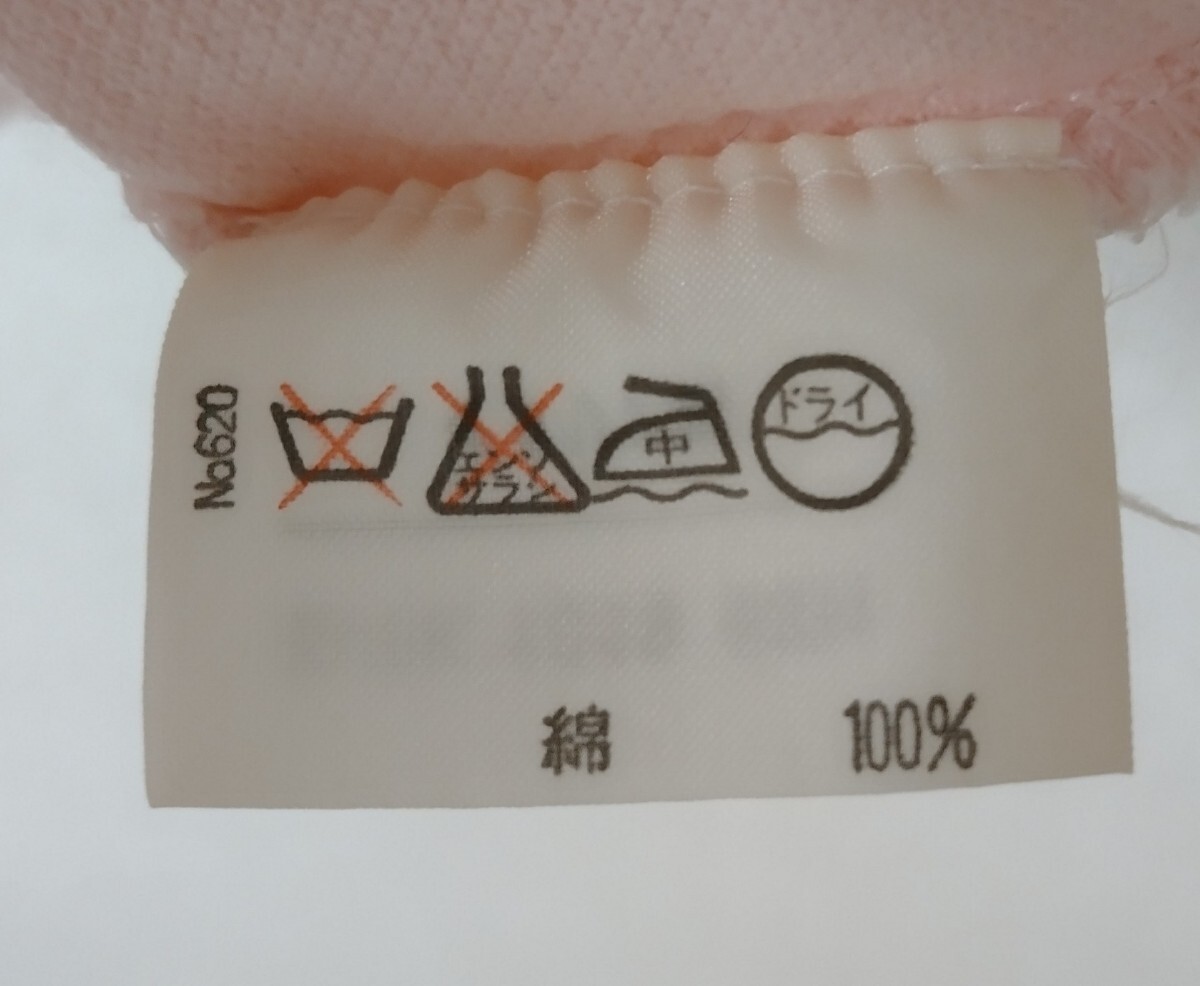 No620
エンソ
サラシ
中
ドライ
綿 100%